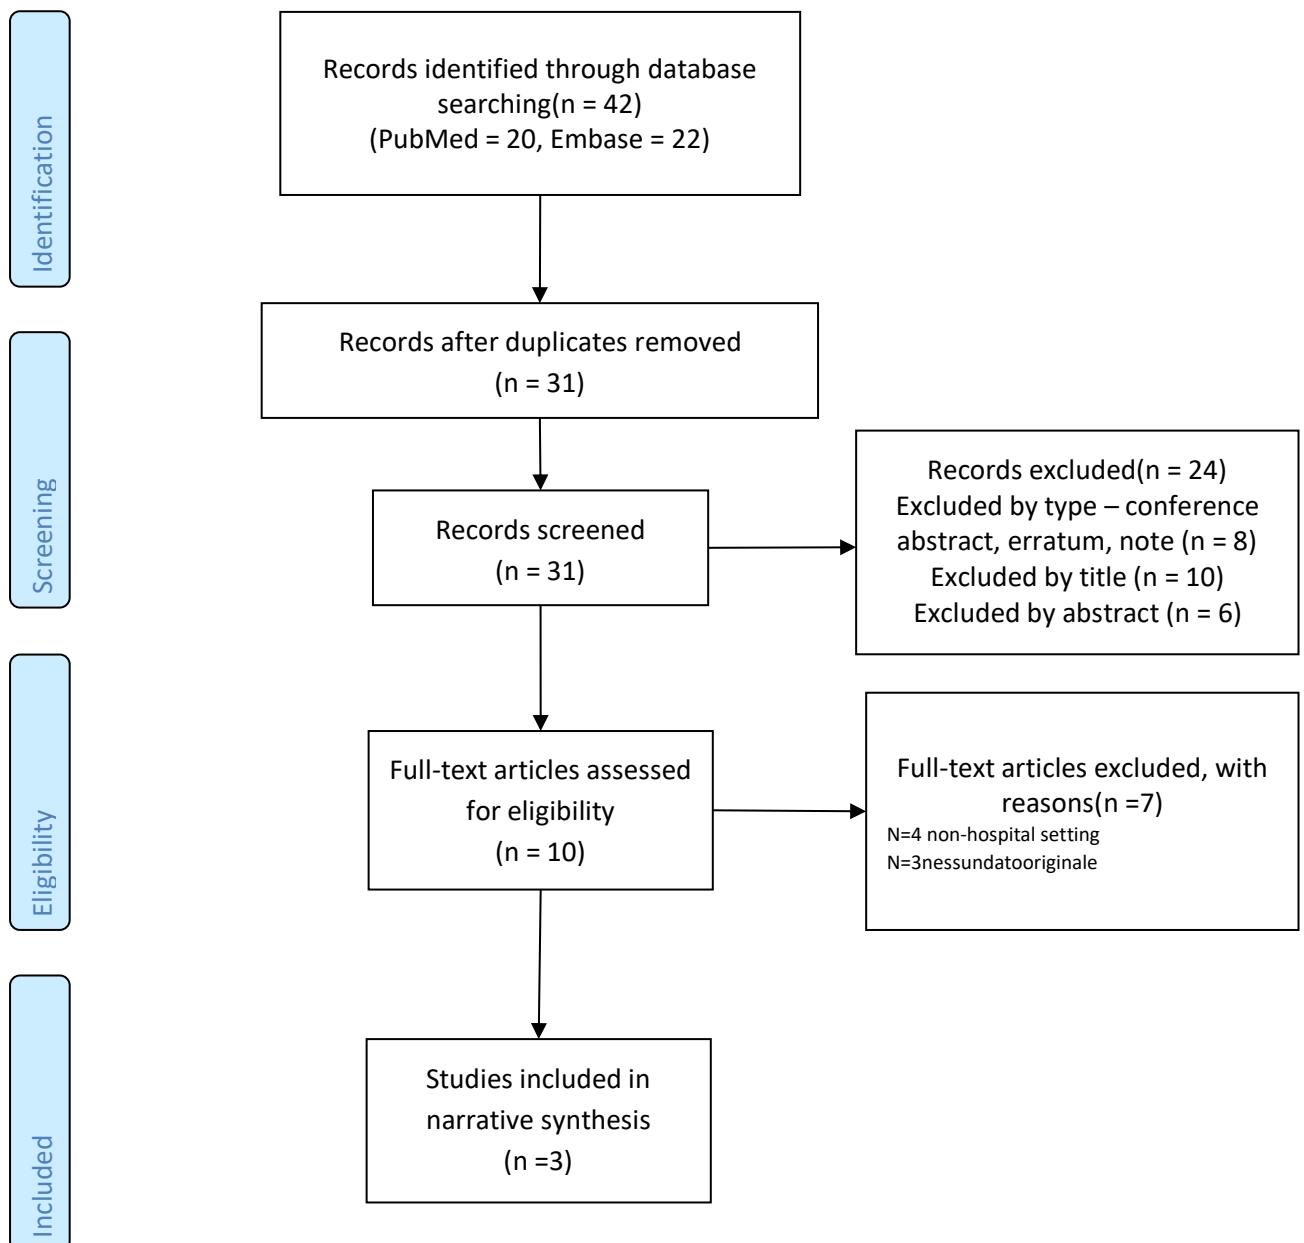 Identification
Records identified through database
searching(n = 42)
(PubMed = 20, Embase = 22)
Records after duplicates removed
(n = 31)
Screening
Records screened
(n = 31)
Records excluded(n = 24)
Excluded by type – conference
abstract, erratum, note (n = 8)
Excluded by title (n = 10)
Excluded by abstract (n = 6)
Eligibility
Full-text articles assessed
for eligibility
(n = 10)
Full-text articles excluded, with
reasons(n =7)
N=4 non-hospital setting
N=3nessundatooriginale
Included
Studies included in
narrative synthesis
(n =3)